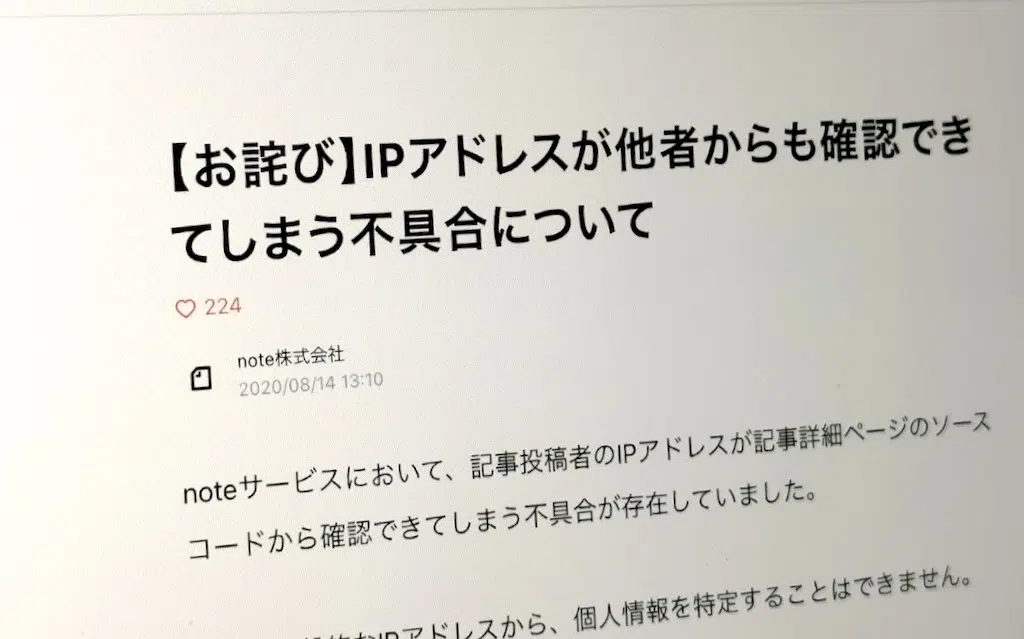 【お詫び】IPアドレスが他者からも確認でき
てしまう不具合について
224
note株式会社
2020/08/14 13:10
noteサービスにおいて、記事投稿者のIPアドレスが記事詳細ページのソース
コードから確認できてしまう不具合が存在していました。
なIPアドレスから、個人情報を特定することはできません。